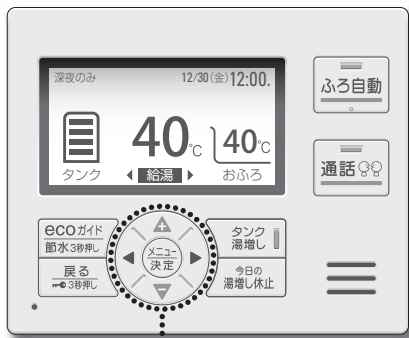 深夜のみ 12/30(金)12:00.
40℃ 40℃
タンク 給湯 おふろ
ふろ自動
通話
ecoガイド
節水3秒押し
戻る
3秒押し
メニュー
決定
タンク
湯増し
今日の
湯増し休止